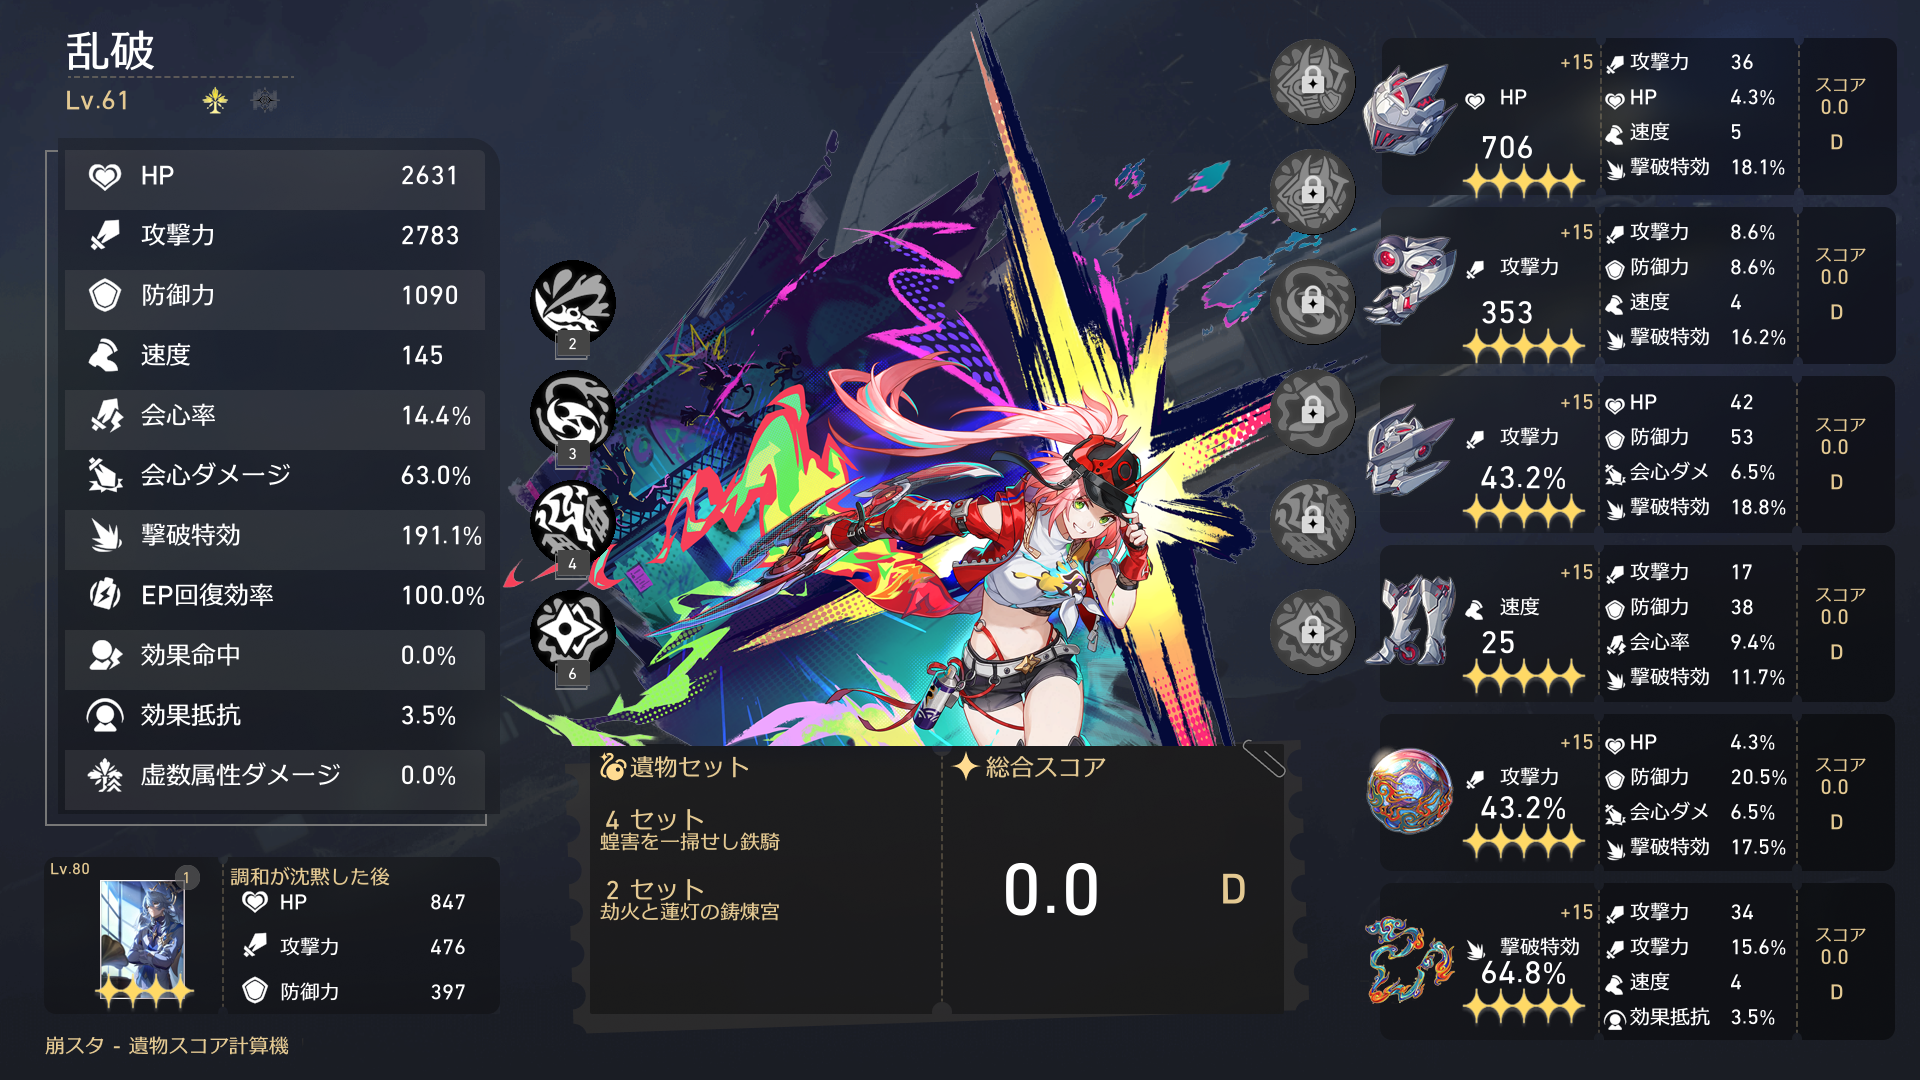 乱破
Lv.61
HP 2631
攻撃力 2783
防御力 1090
速度 145
会心率 14.4%
会心ダメージ 63.0%
撃破特効 191.1%
EP回復効率 100.0%
効果命中 0.0%
効果抵抗 3.5%
虚数属性ダメージ 0.0%
Lv.80
1
調和が沈黙した後
HP 847
攻撃力 476
防御力 397
崩スタ - 遺物スコア計算機
2
3
4
6
遺物セット
4 セット
蝗害を一掃せし鉄騎
2 セット
劫火と蓮灯の鋳煉宮
総合スコア
0.0 D
+15
HP
706
攻撃力 36
HP 4.3%
速度 5
撃破特効 18.1%
スコア
0.0
D
+15
攻撃力
353
攻撃力 8.6%
防御力 8.6%
速度 4
撃破特効 16.2%
スコア
0.0
D
+15
攻撃力
43.2%
HP 42
防御力 53
会心ダメ 6.5%
撃破特効 18.8%
スコア
0.0
D
+15
速度
25
攻撃力 17
防御力 38
会心率 9.4%
撃破特効 11.7%
スコア
0.0
D
+15
攻撃力
43.2%
HP 4.3%
防御力 20.5%
会心ダメ 6.5%
撃破特効 17.5%
スコア
0.0
D
+15
撃破特効
64.8%
攻撃力 34
攻撃力 15.6%
速度 4
効果抵抗 3.5%
スコア
0.0
D